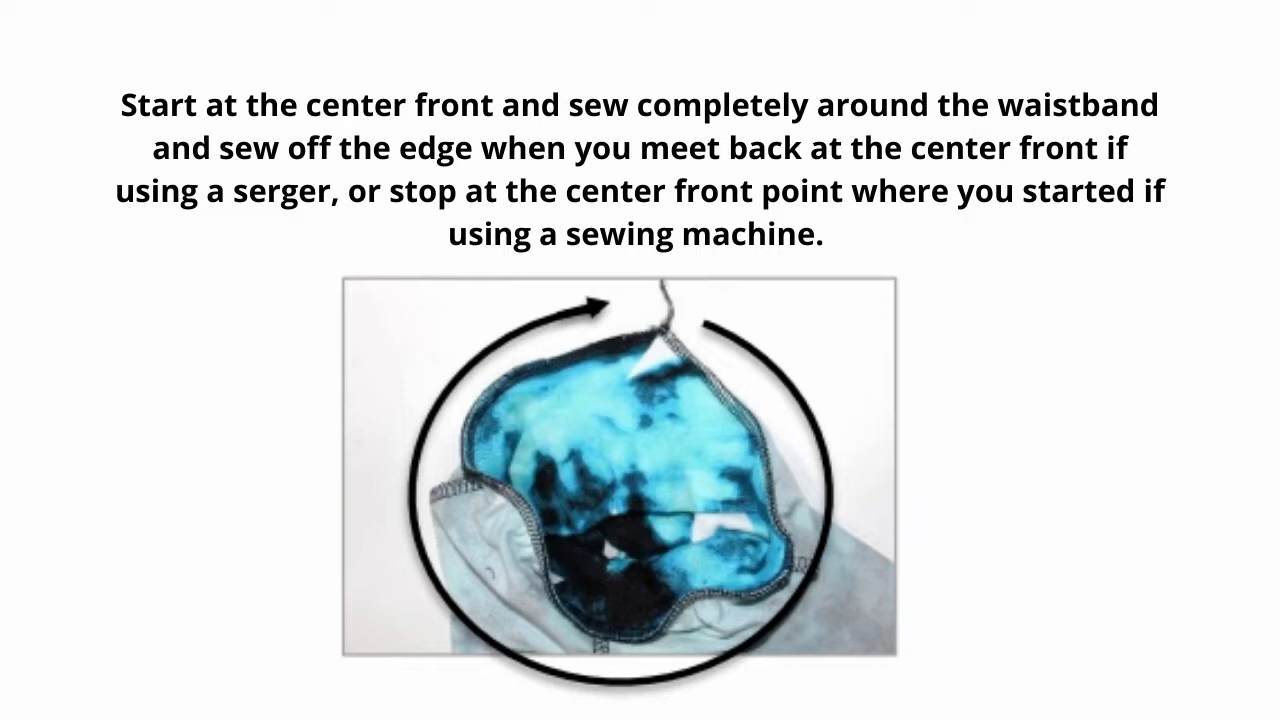 Start at the center front and sew completely around the waistband
and sew off the edge when you meet back at the center front if
using a serger, or stop at the center front point where you started if
using a sewing machine.